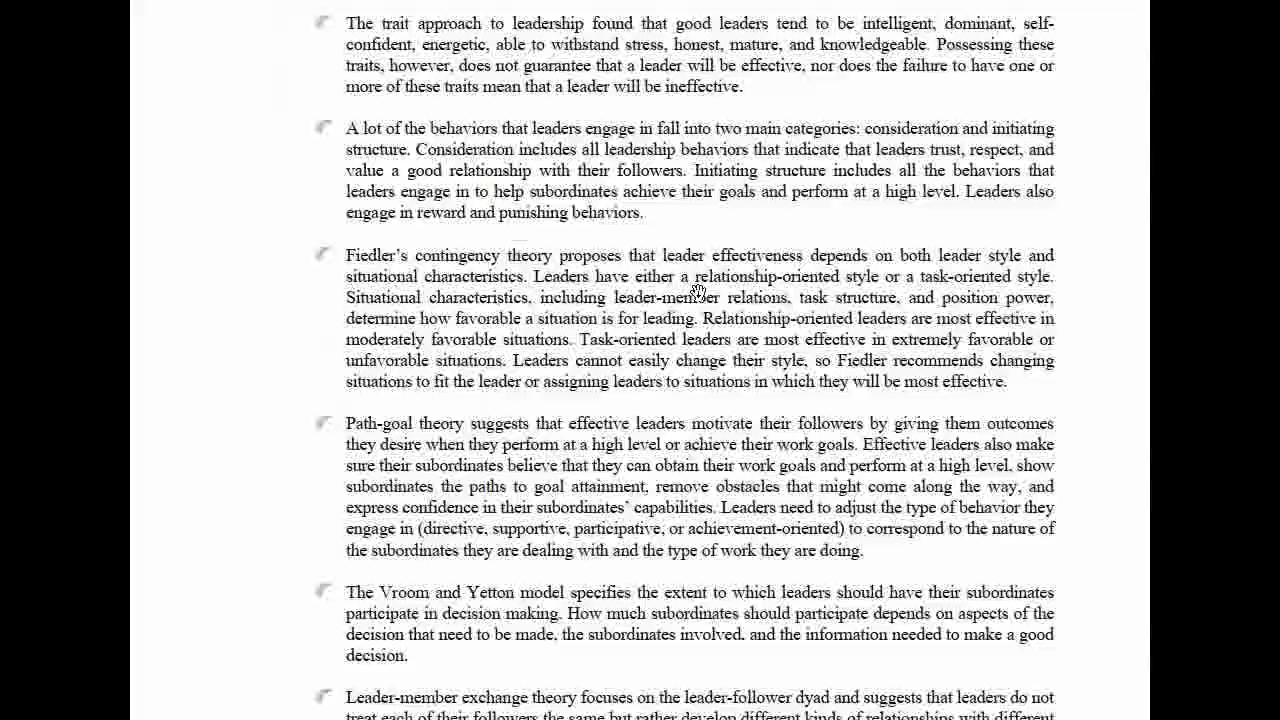 The trait approach to leadership found that good leaders tend to be intelligent, dominant, self-
confident, energetic, able to withstand stress, honest, mature, and knowledgeable. Possessing these
traits, however, does not guarantee that a leader will be effective, nor does the failure to have one or
more of these traits mean that a leader will be ineffective.
A lot of the behaviors that leaders engage in fall into two main categories: consideration and initiating
structure. Consideration includes all leadership behaviors that indicate that leaders trust, respect, and
value a good relationship with their followers. Initiating structure includes all the behaviors that
leaders engage in to help subordinates achieve their goals and perform at a high level. Leaders also
engage in reward and punishing behaviors.
Fiedler’s contingency theory proposes that leader effectiveness depends on both leader style and
situational characteristics. Leaders have either a relationship-oriented style or a task-oriented style.
Situational characteristics, including leader-member relations, task structure, and position power,
determine how favorable a situation is for leading. Relationship-oriented leaders are most effective in
moderately favorable situations. Task-oriented leaders are most effective in extremely favorable or
unfavorable situations. Leaders cannot easily change their style, so Fiedler recommends changing
situations to fit the leader or assigning leaders to situations in which they will be most effective.
Path-goal theory suggests that effective leaders motivate their followers by giving them outcomes
they desire when they perform at a high level or achieve their work goals. Effective leaders also make
sure their subordinates believe that they can obtain their work goals and perform at a high level, show
subordinates the paths to goal attainment, remove obstacles that might come along the way, and
express confidence in their subordinates’ capabilities. Leaders need to adjust the type of behavior they
engage in (directive, supportive, participative, or achievement-oriented) to correspond to the nature of
the subordinates they are dealing with and the type of work they are doing.
The Vroom and Yetton model specifies the extent to which leaders should have their subordinates
participate in decision making. How much subordinates should participate depends on aspects of the
decision that need to be made, the subordinates involved, and the information needed to make a good
decision.
Leader-member exchange theory focuses on the leader-follower dyad and suggests that leaders do not
treat each of their followers the same but rather develop different kinds of relationships with different